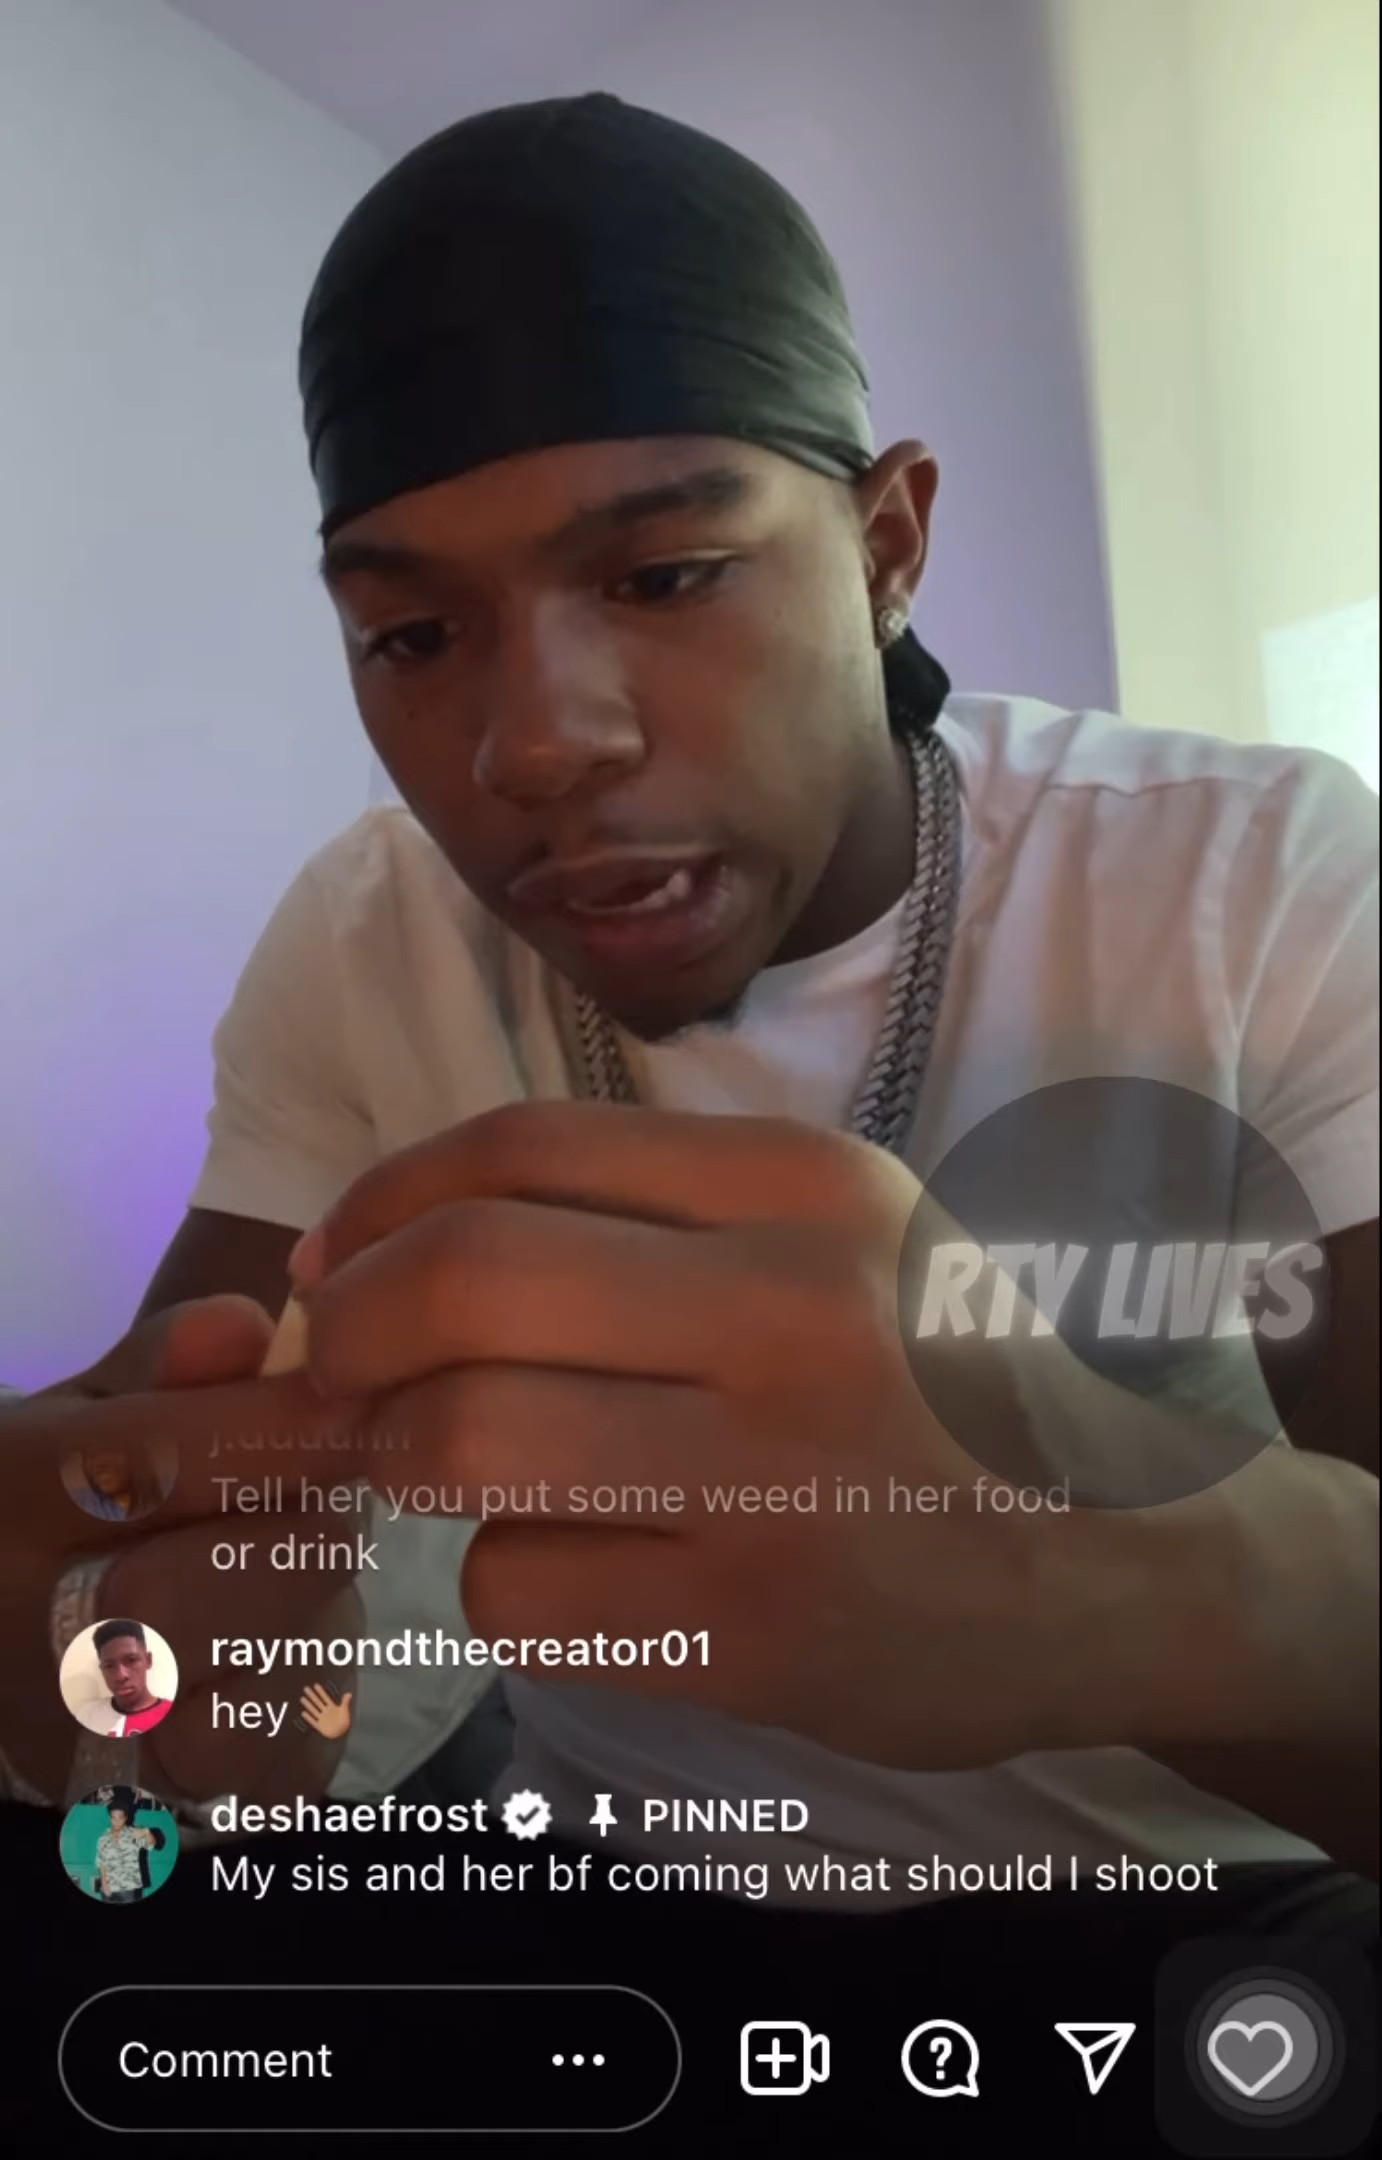 RTY LIVES
Tell her you put some weed in her food
or drink
raymondthecreator01
hey👋🏽
deshaefrost PINNED
My sis and her bf coming what should I shoot
Comment